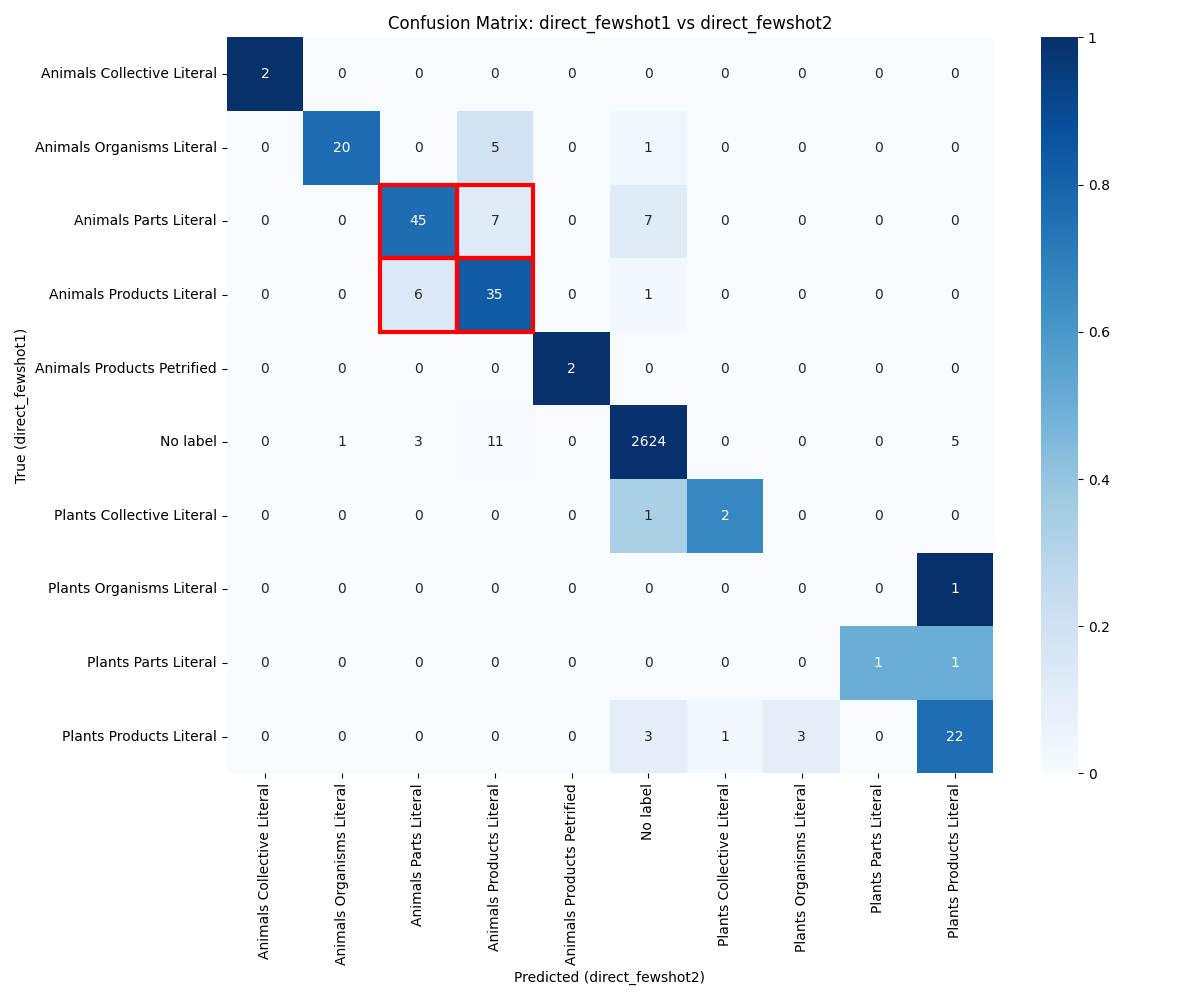 Confusion Matrix: direct_fewshot1 vs direct_fewshot2
Animals Collective Literal 2 0 0 0 0 0 0 0 0 0
Animals Organisms Literal 0 20 0 5 0 1 0 0 0 0
Animals Parts Literal 0 0 45 7 0 7 0 0 0 0
Animals Products Literal 0 0 6 35 0 1 0 0 0 0
Animals Products Petrified 0 0 0 0 2 0 0 0 0 0
No label 0 1 3 11 0 2624 0 0 0 5
Plants Collective Literal 0 0 0 0 0 1 2 0 0 0
Plants Organisms Literal 0 0 0 0 0 0 0 0 0 1
Plants Parts Literal 0 0 0 0 0 0 0 0 1 1
Plants Products Literal 0 0 0 0 0 3 1 3 0 22
True (direct_fewshot1)
Animals Collective Literal
Animals Organisms Literal
Animals Parts Literal
Animals Products Literal
Animals Products Petrified
No label
Plants Collective Literal
Plants Organisms Literal
Plants Parts Literal
Plants Products Literal
Predicted (direct_fewshot2)
1
0.8
0.6
0.4
0.2
0